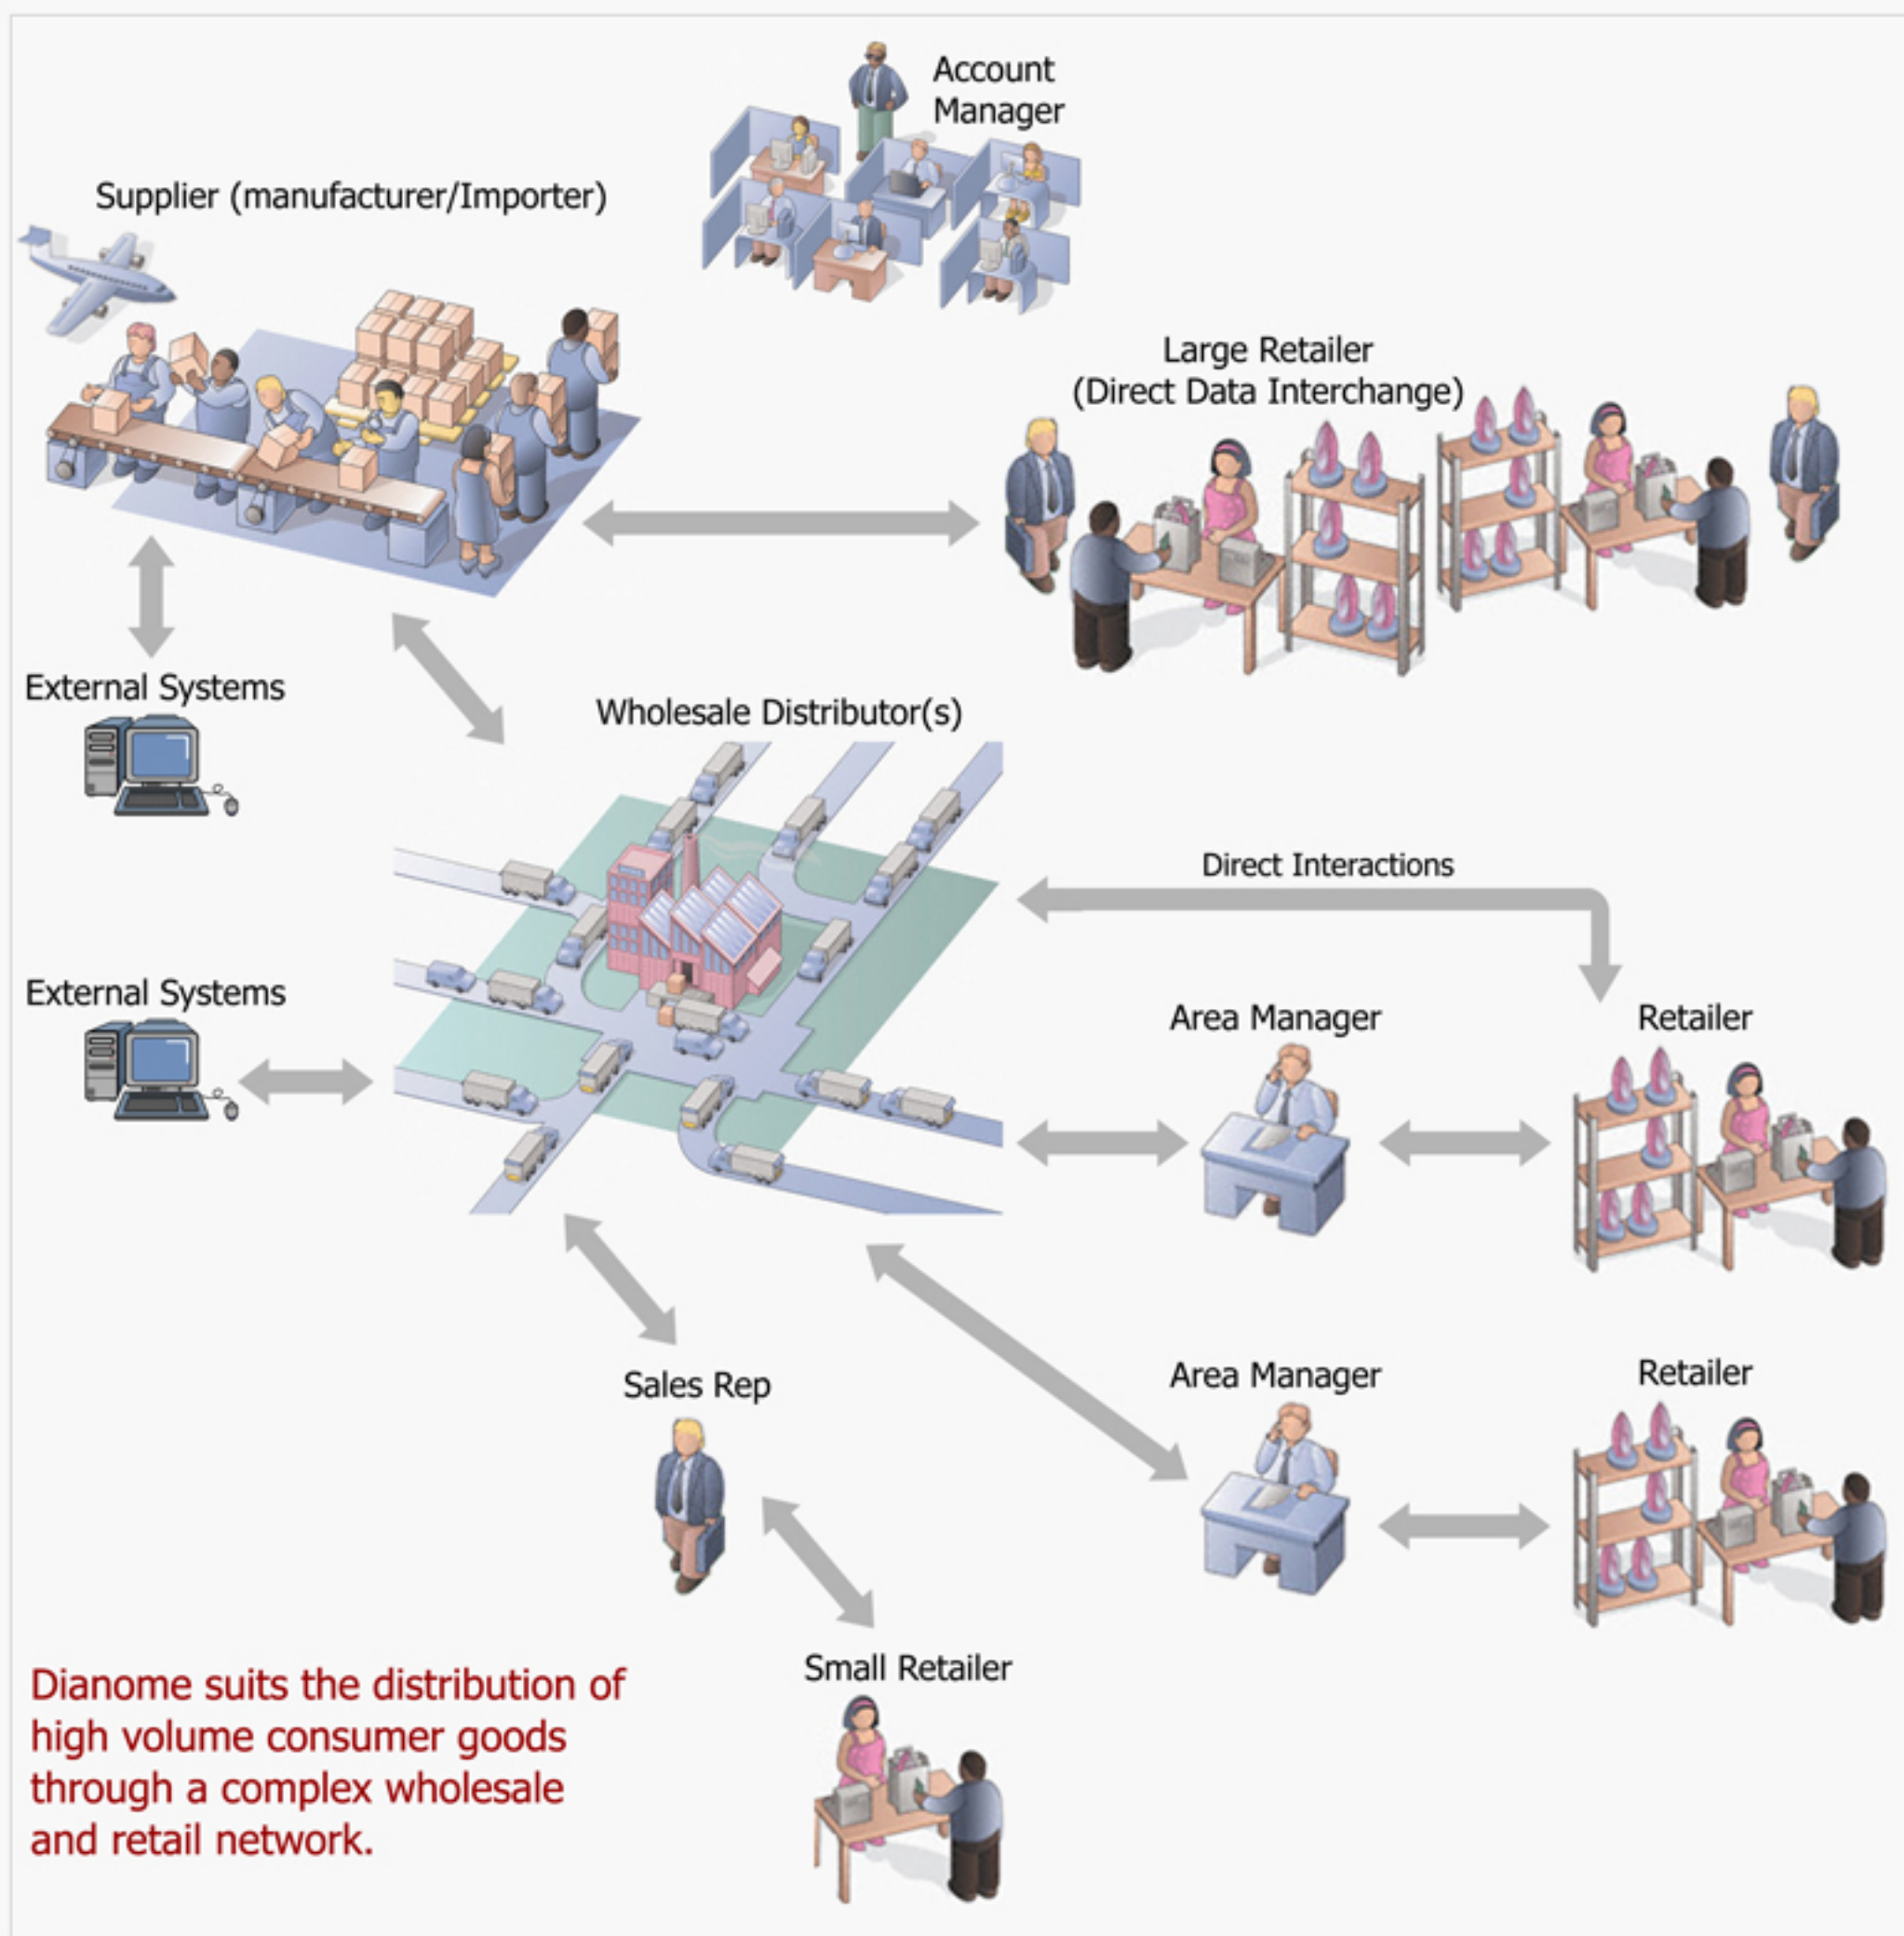 Account
Manager
Supplier (manufacturer/Importer)
Large Retailer
(Direct Data Interchange)
External Systems
Wholesale Distributor(s)
Direct Interactions
External Systems
Area Manager
Retailer
Sales Rep
Area Manager
Retailer
Small Retailer
Dianome suits the distribution of
high volume consumer goods
through a complex wholesale
and retail network.